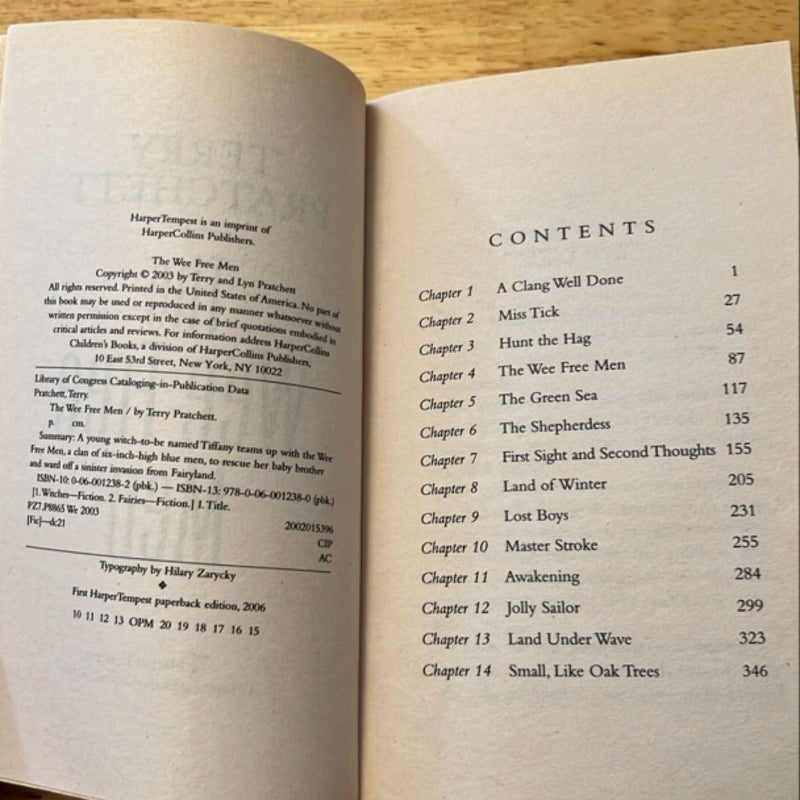 HarperTempest is an imprint of
HarperCollins Publishers.
The Wee Free Men
Copyright © 2003 by Terry and Lyn Pratchett
All rights reserved. Printed in the United States of America. No part of
this book may be used or reproduced in any manner whatsoever without
written permission except in the case of brief quotations embodied in
critical articles and reviews. For information address HarperCollins
Children's Books, a division of HarperCollins Publishers,
10 East 53rd Street, New York, NY 10022
Library of Congress Cataloging-in-Publication Data
Pratchett, Terry.
The Wee Free Men / by Terry Pratchett.
p. cm.
Summary: A young witch-to-be named Tiffany teams up with the Wee
Free Men, a clan of six-inch-high blue men, to rescue her baby brother
and ward off a sinister invasion from Fairyland.
ISBN-10: 0-06-001238-2 (pbk.) — ISBN-13: 978-0-06-001238-0 (pbk.)
[1. Witches—Fiction. 2. Fairies—Fiction.] I. Title.
PZ7.P8865 We 2003
2002015396
[Fic]—dc21
CIP
AC
Typography by Hilary Zarycky
❖
First HarperTempest paperback edition, 2006
10 11 12 13 OPM 20 19 18 17 16 15
CONTENTS
Chapter 1 A Clang Well Done 1
Chapter 2 Miss Tick 27
Chapter 3 Hunt the Hag 54
Chapter 4 The Wee Free Men 87
Chapter 5 The Green Sea 117
Chapter 6 The Shepherdess 135
Chapter 7 First Sight and Second Thoughts 155
Chapter 8 Land of Winter 205
Chapter 9 Lost Boys 231
Chapter 10 Master Stroke 255
Chapter 11 Awakening 284
Chapter 12 Jolly Sailor 299
Chapter 13 Land Under Wave 323
Chapter 14 Small, Like Oak Trees 346